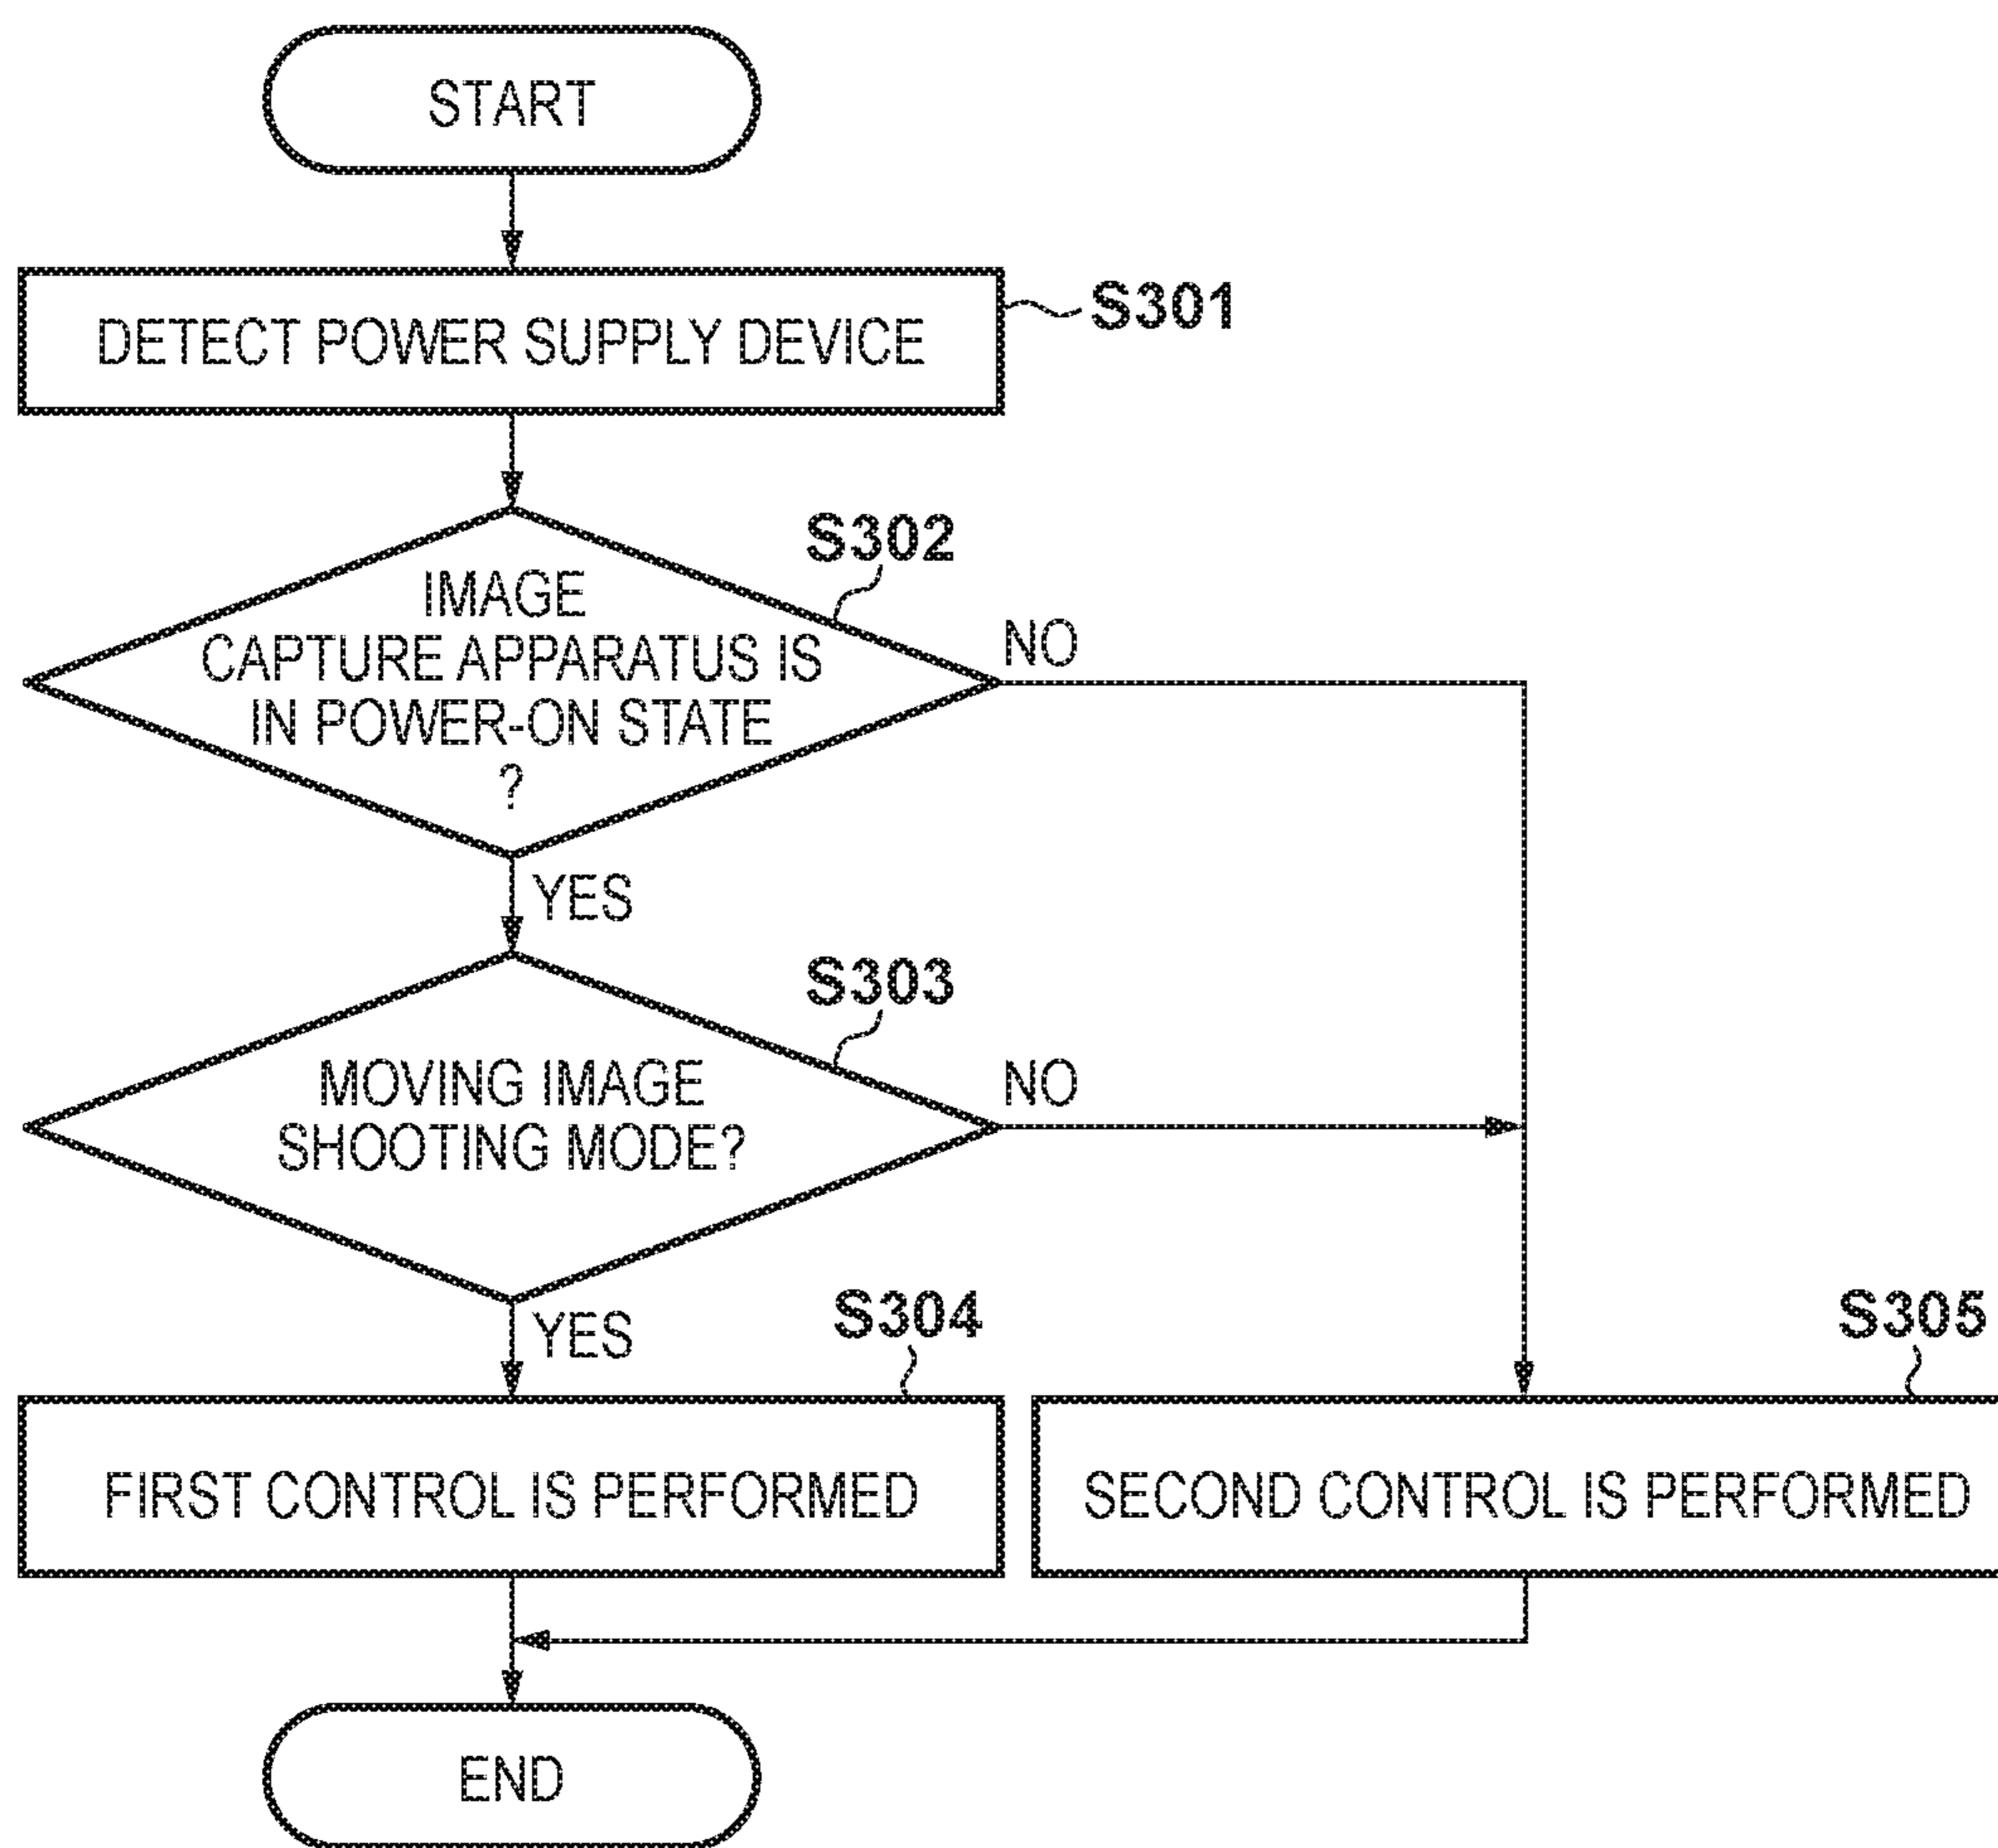 START
DETECT POWER SUPPLY DEVICE
S301
S302
IMAGE
CAPTURE APPARATUS IS
IN POWER-ON STATE
?
NO
YES
S303
MOVING IMAGE
SHOOTING MODE?
NO
YES
S304
FIRST CONTROL IS PERFORMED
S305
SECOND CONTROL IS PERFORMED
END